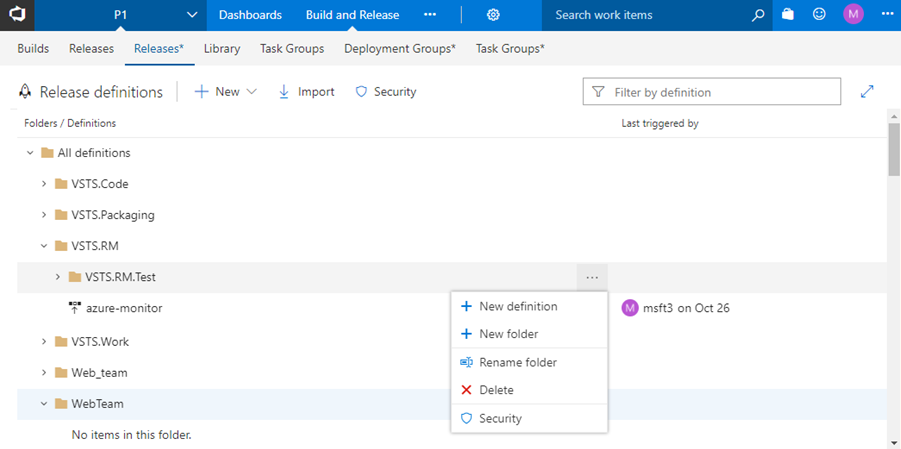 P1 Dashboards Build and Release ··· Search work items M ···
Builds Releases Releases* Library Task Groups Deployment Groups* Task Groups*
Release definitions New Import Security Filter by definition
Folders / Definitions Last triggered by
All definitions
VSTS.Code
VSTS.Packaging
VSTS.RM
VSTS.RM.Test ···
azure-monitor M msft3 on Oct 26
New definition
New folder
VSTS.Work
Rename folder
Web_team
Delete
WebTeam
Security
No items in this folder.